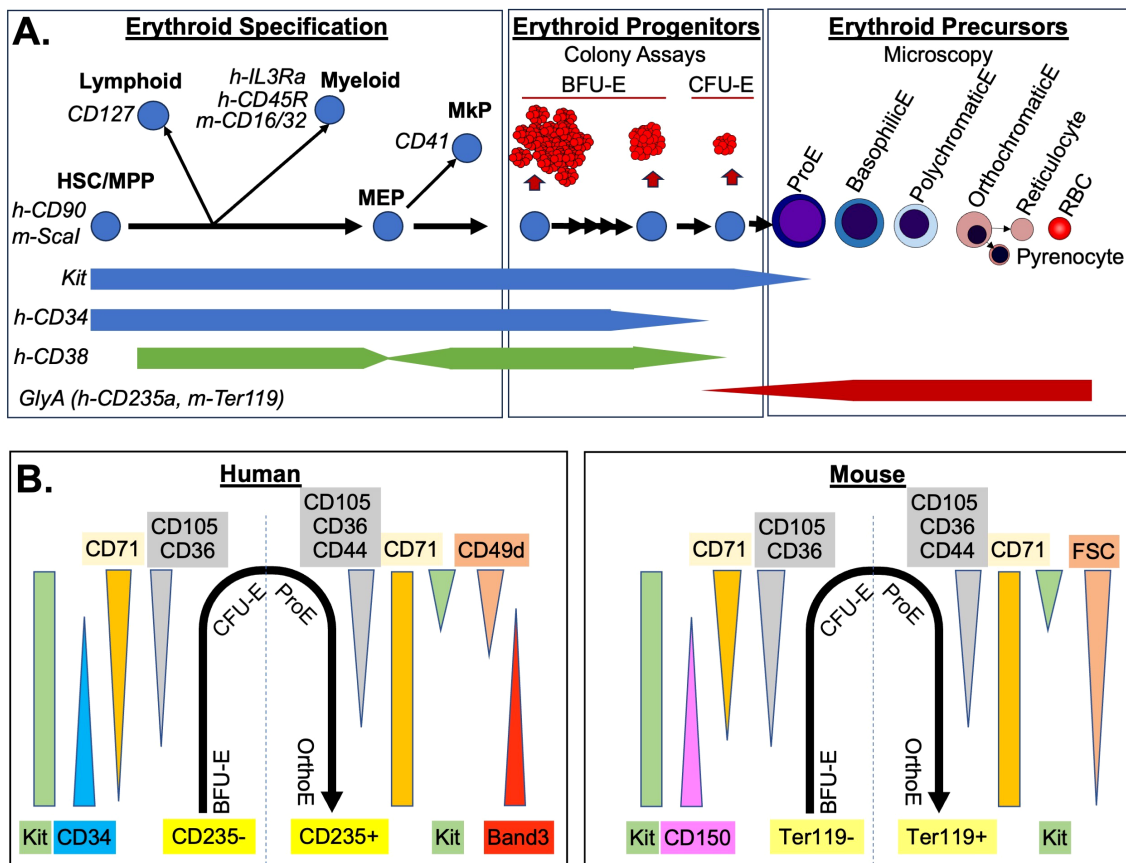 A.
Erythroid Specification
Lymphoid
CD127
h-IL3Ra
h-CD45R
m-CD16/32
Myeloid
MkP
CD41
HSC/MPP
h-CD90
m-ScaI
MEP
Erythroid Progenitors
Colony Assays
BFU-E
CFU-E
Erythroid Precursors
Microscopy
ProE
BasophilicE
PolychromaticE
OrthochromaticE
Reticulocyte
RBC
Pyrenocyte
Kit
h-CD34
h-CD38
GlyA (h-CD235a, m-Ter119)
B.
Human
CD71
CD105
CD36
CD105
CD36
CD44
CD71
CD49d
CFU-E
ProE
BFU-E
OrthoE
Kit
CD34
CD235-
CD235+
Kit
Band3
Mouse
CD71
CD105
CD36
CD105
CD36
CD44
CD71
FSC
CFU-E
ProE
BFU-E
OrthoE
Kit
CD150
Ter119-
Ter119+
Kit